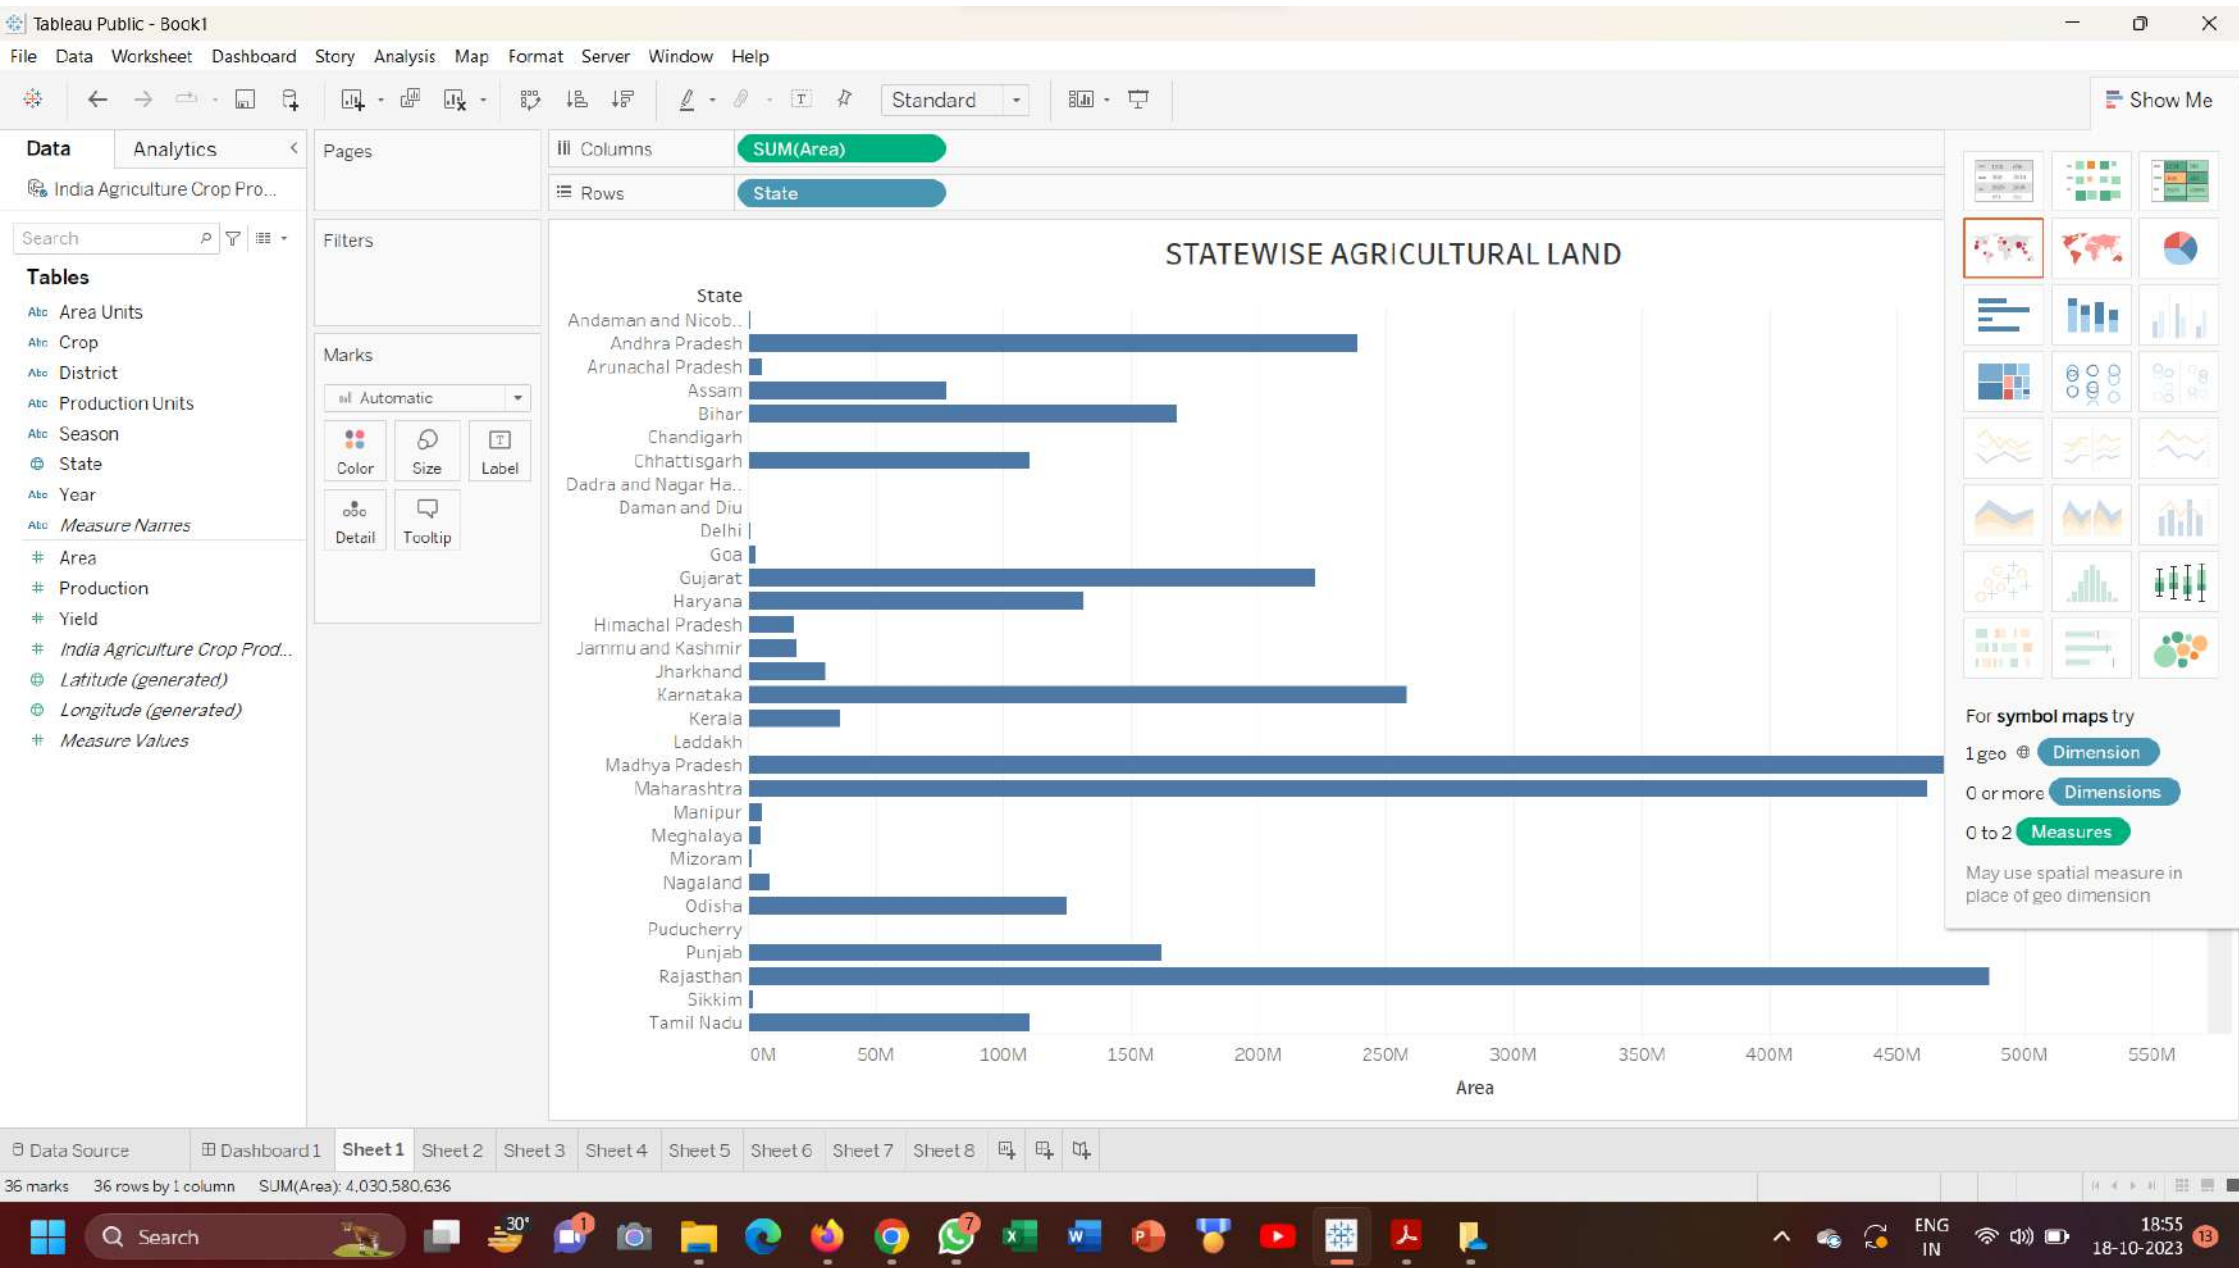 Tableau Public - Book1
File Data Worksheet Dashboard Story Analysis Map Format Server Window Help
Standard
Show Me
Data Analytics
India Agriculture Crop Pro...
Search
Tables
Abc Area Units
Abc Crop
Abc District
Abc Production Units
Abc Season
State
Abc Year
Abc Measure Names
# Area
# Production
# Yield
# India Agriculture Crop Prod...
Latitude (generated)
Longitude (generated)
# Measure Values
Pages
Filters
Marks
Automatic
Color Size Label
Detail Tooltip
Columns SUM(Area)
Rows State
STATEWISE AGRICULTURAL LAND
State
Andaman and Nicob..
Andhra Pradesh
Arunachal Pradesh
Assam
Bihar
Chandigarh
Chhattisgarh
Dadra and Nagar Ha..
Daman and Diu
Delhi
Goa
Gujarat
Haryana
Himachal Pradesh
Jammu and Kashmir
Jharkhand
Karnataka
Kerala
Laddakh
Madhya Pradesh
Maharashtra
Manipur
Meghalaya
Mizoram
Nagaland
Odisha
Puducherry
Punjab
Rajasthan
Sikkim
Tamil Nadu
0M 50M 100M 150M 200M 250M 300M 350M 400M 450M 500M 550M
Area
For symbol maps try
1 geo Dimension
0 or more Dimensions
0 to 2 Measures
May use spatial measure in
place of geo dimension
Data Source Dashboard 1 Sheet 1 Sheet 2 Sheet 3 Sheet 4 Sheet 5 Sheet 6 Sheet 7 Sheet 8
36 marks 36 rows by 1 column SUM(Area): 4,030,580,636
Search
30°
1
7
ENG
IN
18:55
18-10-2023
13